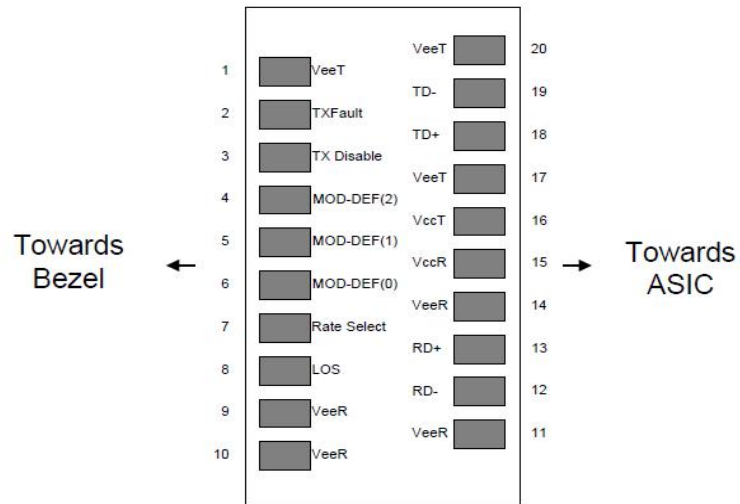 VeeT 20
1 VeeT
TD- 19
2 TXFault
TD+ 18
3 TX Disable
VeeT 17
4 MOD-DEF(2)
VccT 16
5 MOD-DEF(1)
Towards
Bezel
VccR 15
Towards
ASIC
6 MOD-DEF(0)
VeeR 14
7 Rate Select
RD+ 13
8 LOS
RD- 12
9 VeeR
VeeR 11
10 VeeR